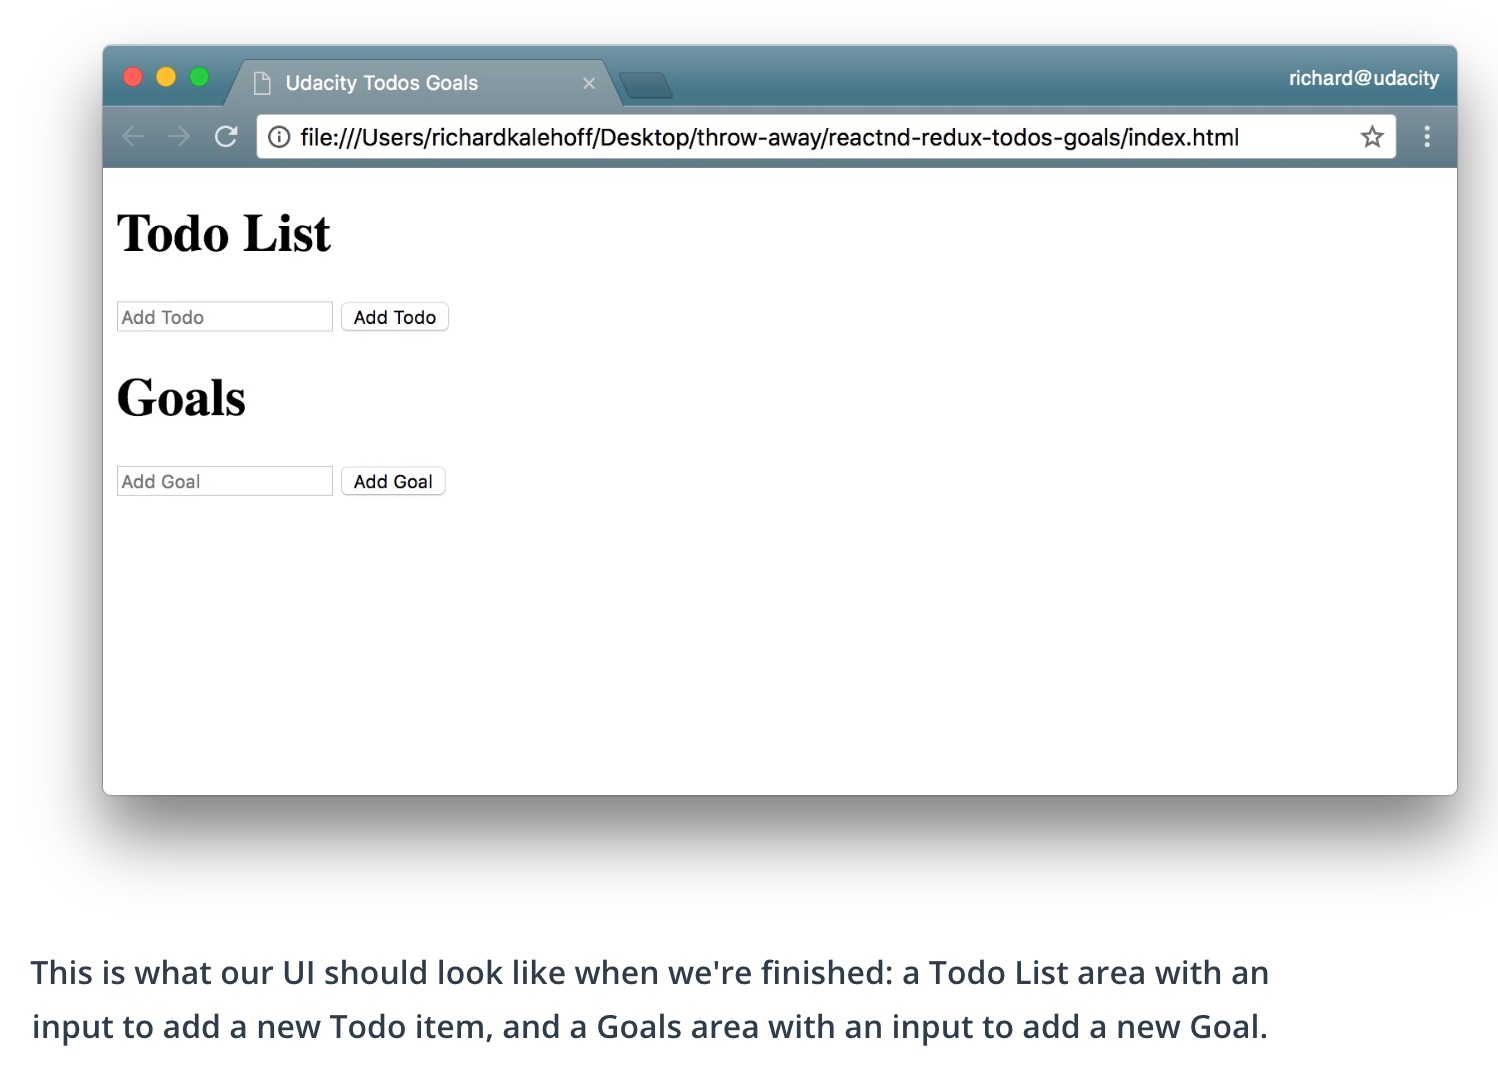 Udacity Todos Goals
richard@udacity
file:///Users/richardkalehoff/Desktop/throw-away/reactnd-redux-todos-goals/index.html
Todo List
Add Todo Add Todo
Goals
Add Goal Add Goal
This is what our UI should look like when we're finished: a Todo List area with an
input to add a new Todo item, and a Goals area with an input to add a new Goal.